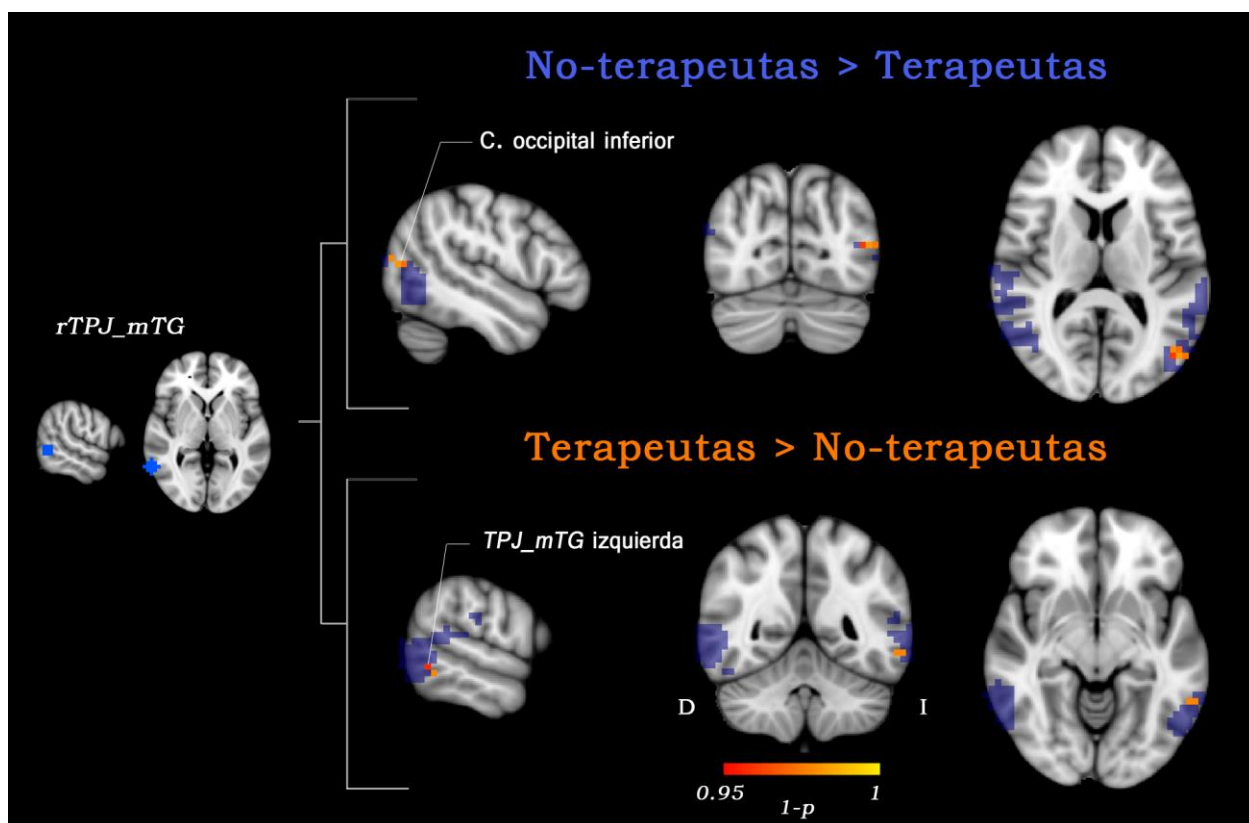 No-terapeutas > Terapeutas
C. occipital inferior
rTPJ_mTG
Terapeutas > No-terapeutas
TPJ_mTG izquierda
D I
0.95 1
1-p